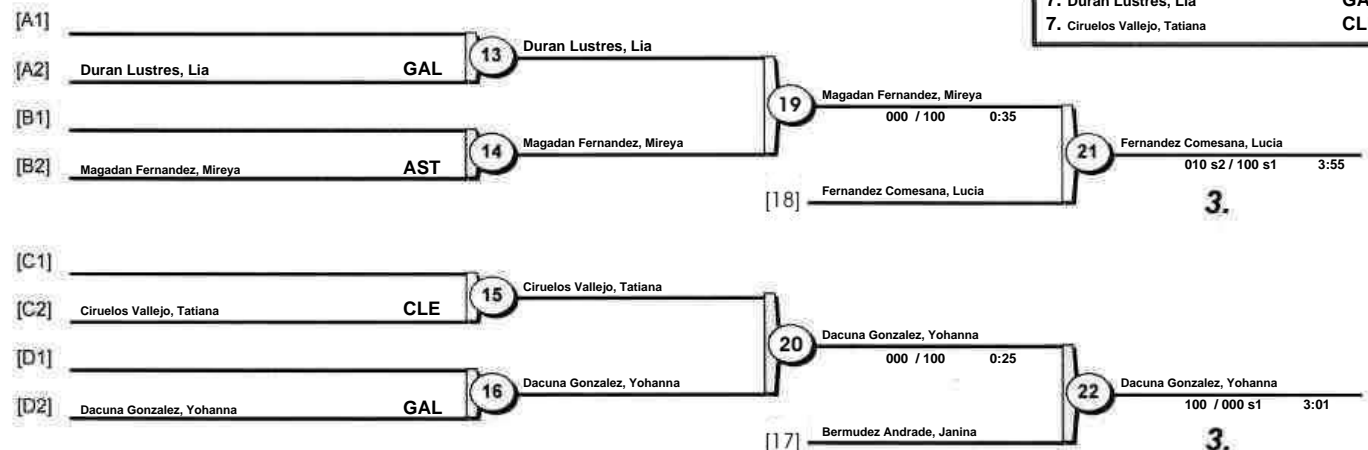 7. Duran Lustres, Lia GA
7. Ciruelos Vallejo, Tatiana CL
[A1]
[A2] Duran Lustres, Lia GAL
13 Duran Lustres, Lia
[B1]
[B2] Magadan Fernandez, Mireya AST
14 Magadan Fernandez, Mireya
19 Magadan Fernandez, Mireya
000 / 100 0:35
[18] Fernandez Comesana, Lucia
21 Fernandez Comesana, Lucia
010 s2 / 100 s1 3:55
3.
[C1]
[C2] Ciruelos Vallejo, Tatiana CLE
15 Ciruelos Vallejo, Tatiana
[D1]
[D2] Dacuna Gonzalez, Yohanna GAL
16 Dacuna Gonzalez, Yohanna
20 Dacuna Gonzalez, Yohanna
000 / 100 0:25
[17] Bermudez Andrade, Janina
22 Dacuna Gonzalez, Yohanna
100 / 000 s1 3:01
3.